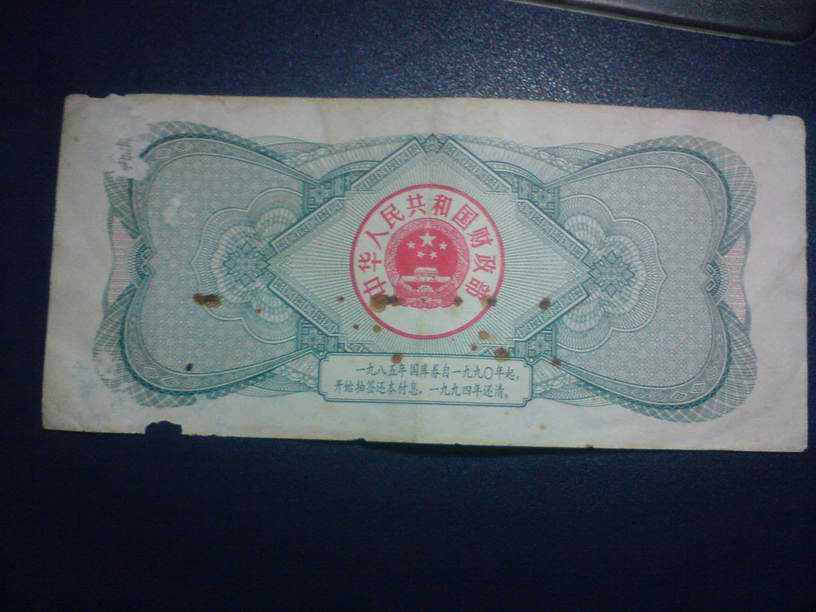 中华人民共和国财政部
一九八五年国库券自一九九〇年起，
开始抽签还本付息，一九九四年还清。